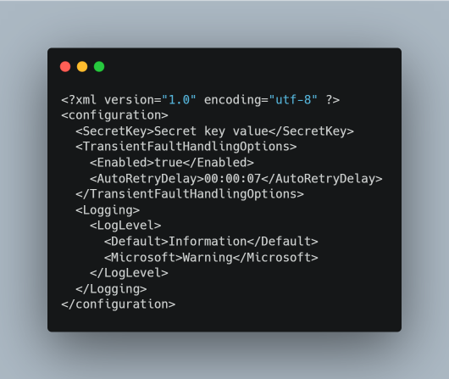 <?xml version="1.0" encoding="utf-8" ?>
<configuration>
  <SecretKey>Secret key value</SecretKey>
  <TransientFaultHandlingOptions>
    <Enabled>true</Enabled>
    <AutoRetryDelay>00:00:07</AutoRetryDelay>
  </TransientFaultHandlingOptions>
  <Logging>
    <LogLevel>
      <Default>Information</Default>
      <Microsoft>Warning</Microsoft>
    </LogLevel>
  </Logging>
</configuration>